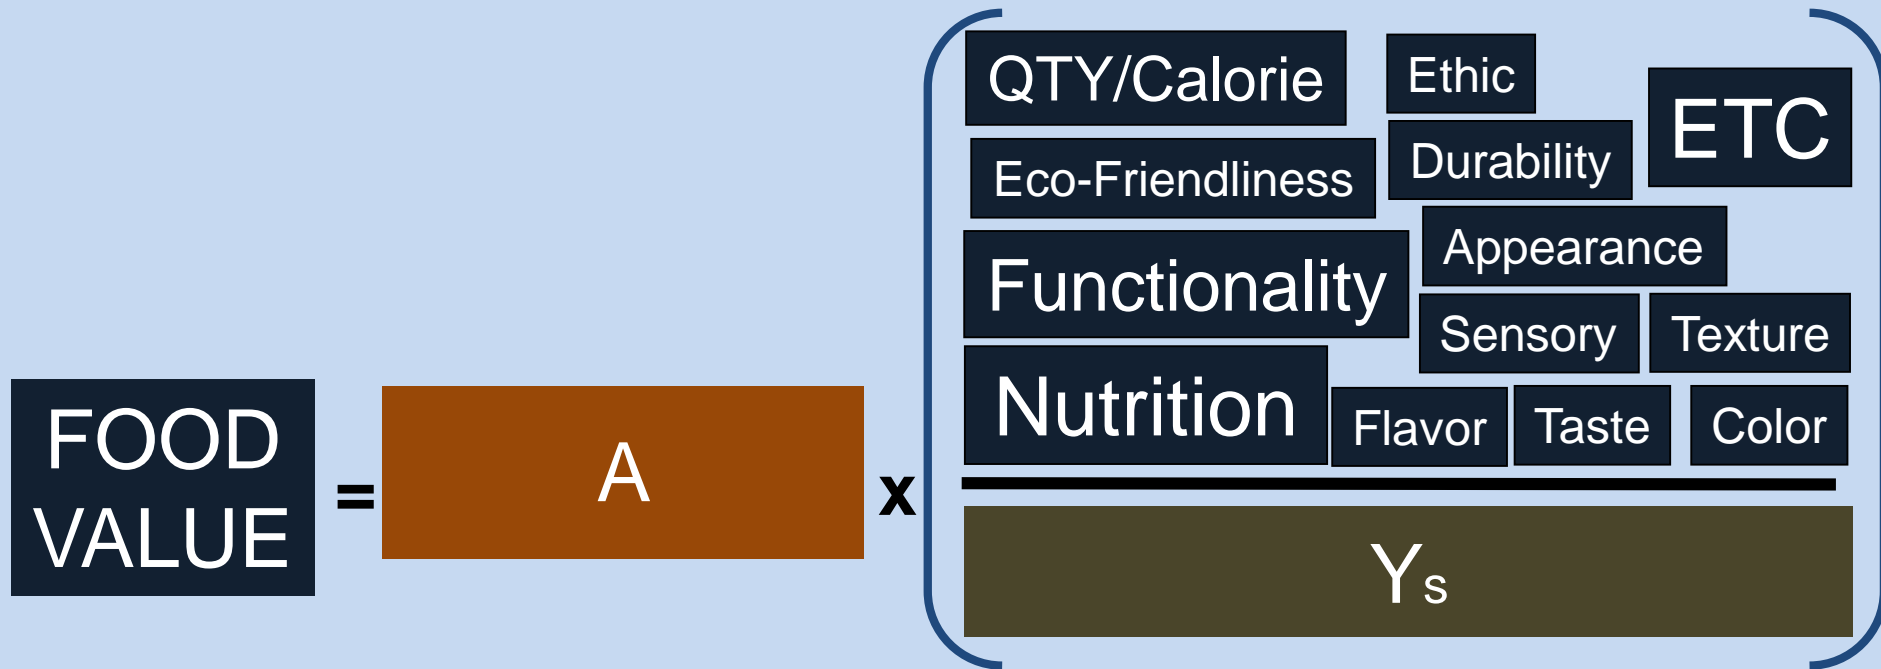 FOOD
VALUE
=
A
x
QTY/Calorie
Ethic
ETC
Eco-Friendliness
Durability
Functionality
Appearance
Sensory
Texture
Nutrition
Flavor
Taste
Color
Ys